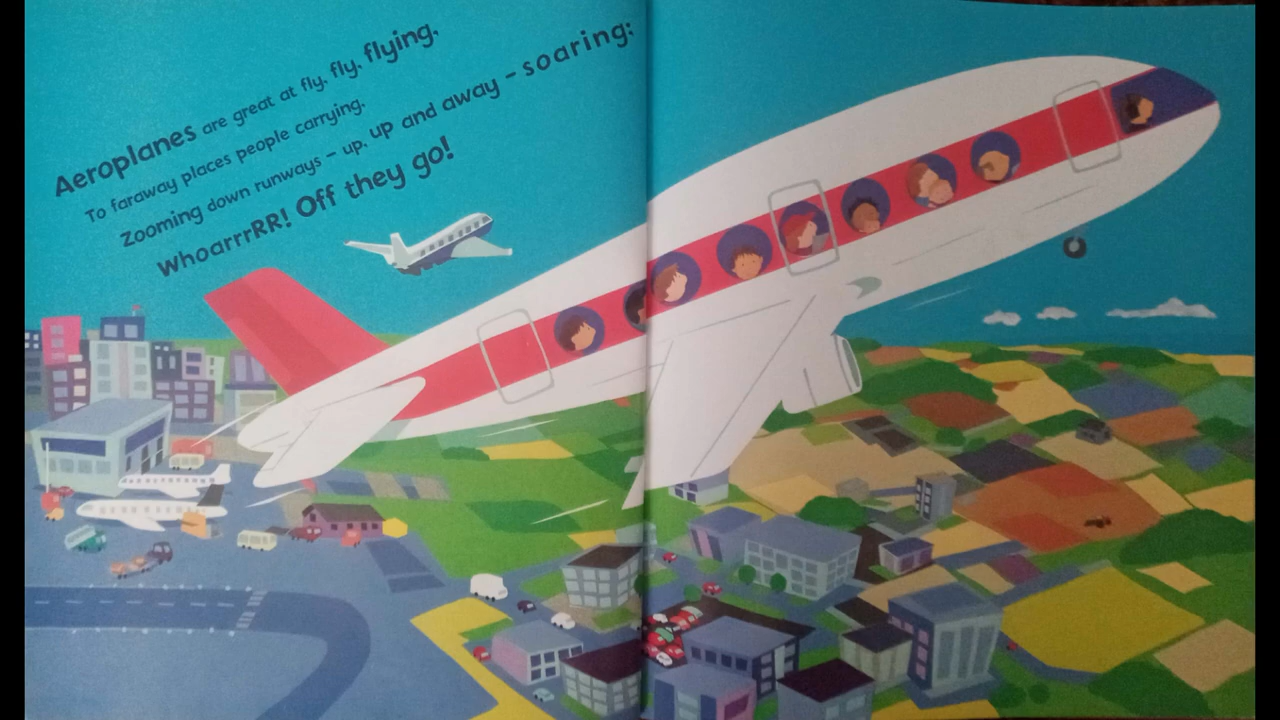 Aeroplanes are great at fly, fly, flying,
To faraway places people carrying.
Zooming down runways – up, up and away – soaring;
WhoarrrRR! Off they go!